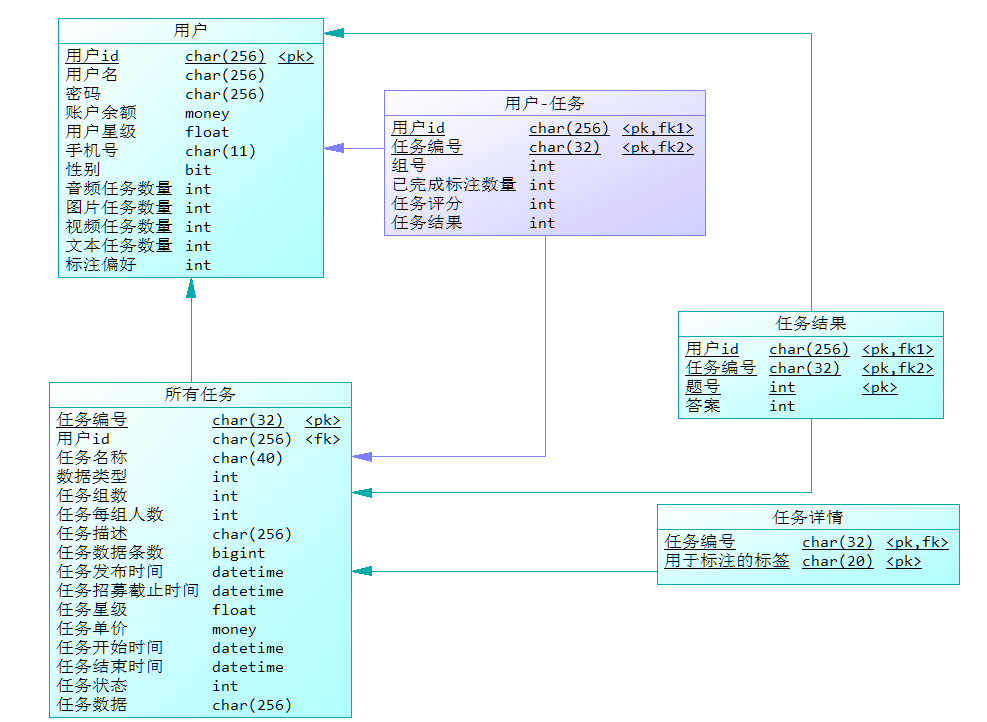 用户
用户id char(256) <pk>
用户名 char(256)
密码 char(256)
账户余额 money
用户星级 float
手机号 char(11)
性别 bit
音频任务数量 int
图片任务数量 int
视频任务数量 int
文本任务数量 int
标注偏好 int
用户-任务
用户id char(256) <pk,fk1>
任务编号 char(32) <pk,fk2>
组号 int
已完成标注数量 int
任务评分 int
任务结果 int
任务结果
用户id char(256) <pk,fk1>
任务编号 char(32) <pk,fk2>
题号 int <pk>
答案 int
所有任务
任务编号 char(32) <pk>
用户id char(256) <fk>
任务名称 char(40)
数据类型 int
任务组数 int
任务每组人数 int
任务描述 char(256)
任务数据条数 bigint
任务发布时间 datetime
任务招募截止时间 datetime
任务星级 float
任务单价 money
任务开始时间 datetime
任务结束时间 datetime
任务状态 int
任务数据 char(256)
任务详情
任务编号 char(32) <pk,fk>
用于标注的标签 char(20) <pk>